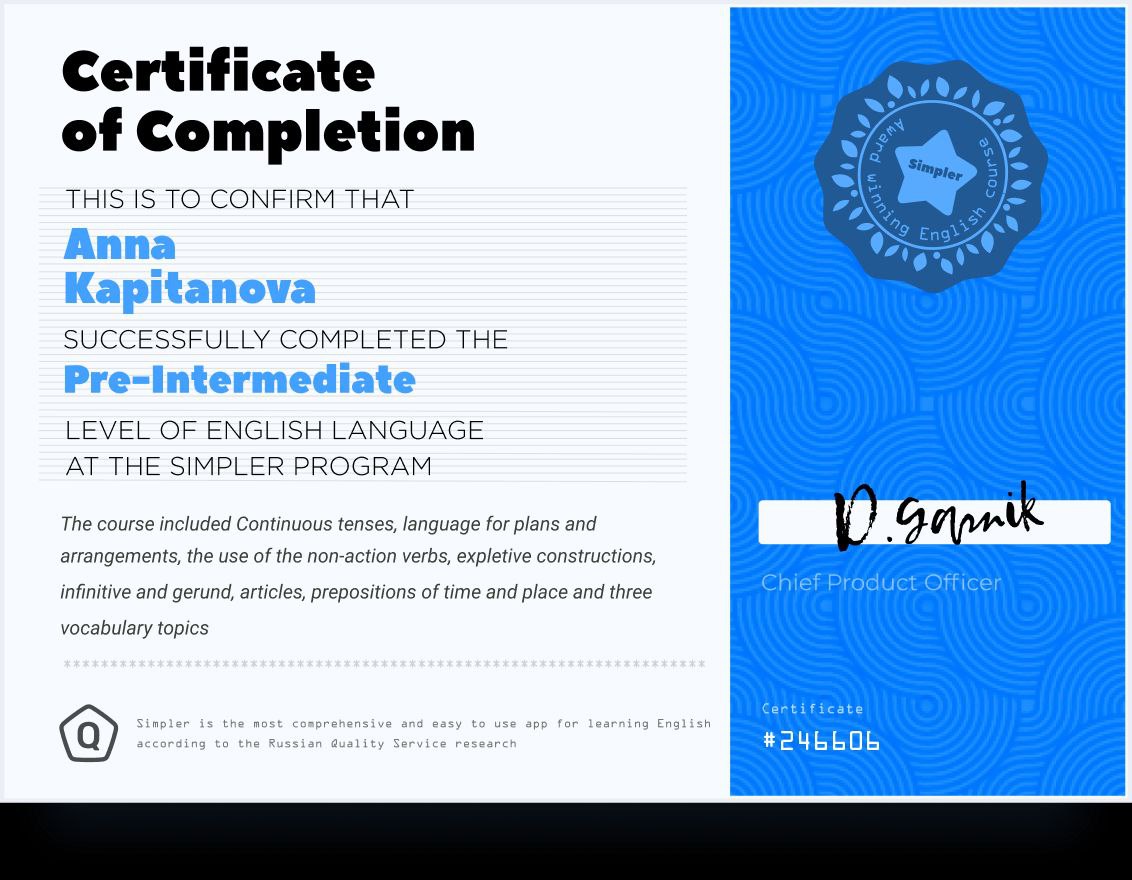 Certificate
of Completion
THIS IS TO CONFIRM THAT
Anna
Kapitanova
SUCCESSFULLY COMPLETED THE
Pre-Intermediate
LEVEL OF ENGLISH LANGUAGE
AT THE SIMPLER PROGRAM
The course included Continuous tenses, language for plans and
arrangements, the use of the non-action verbs, expletive constructions,
infinitive and gerund, articles, prepositions of time and place and three
vocabulary topics
**********************************************************************
Q
Simpler is the most comprehensive and easy to use app for learning English
according to the Russian Quality Service research
Award winning English course
Simpler
D. Garnik
Chief Product Officer
Certificate
#246606